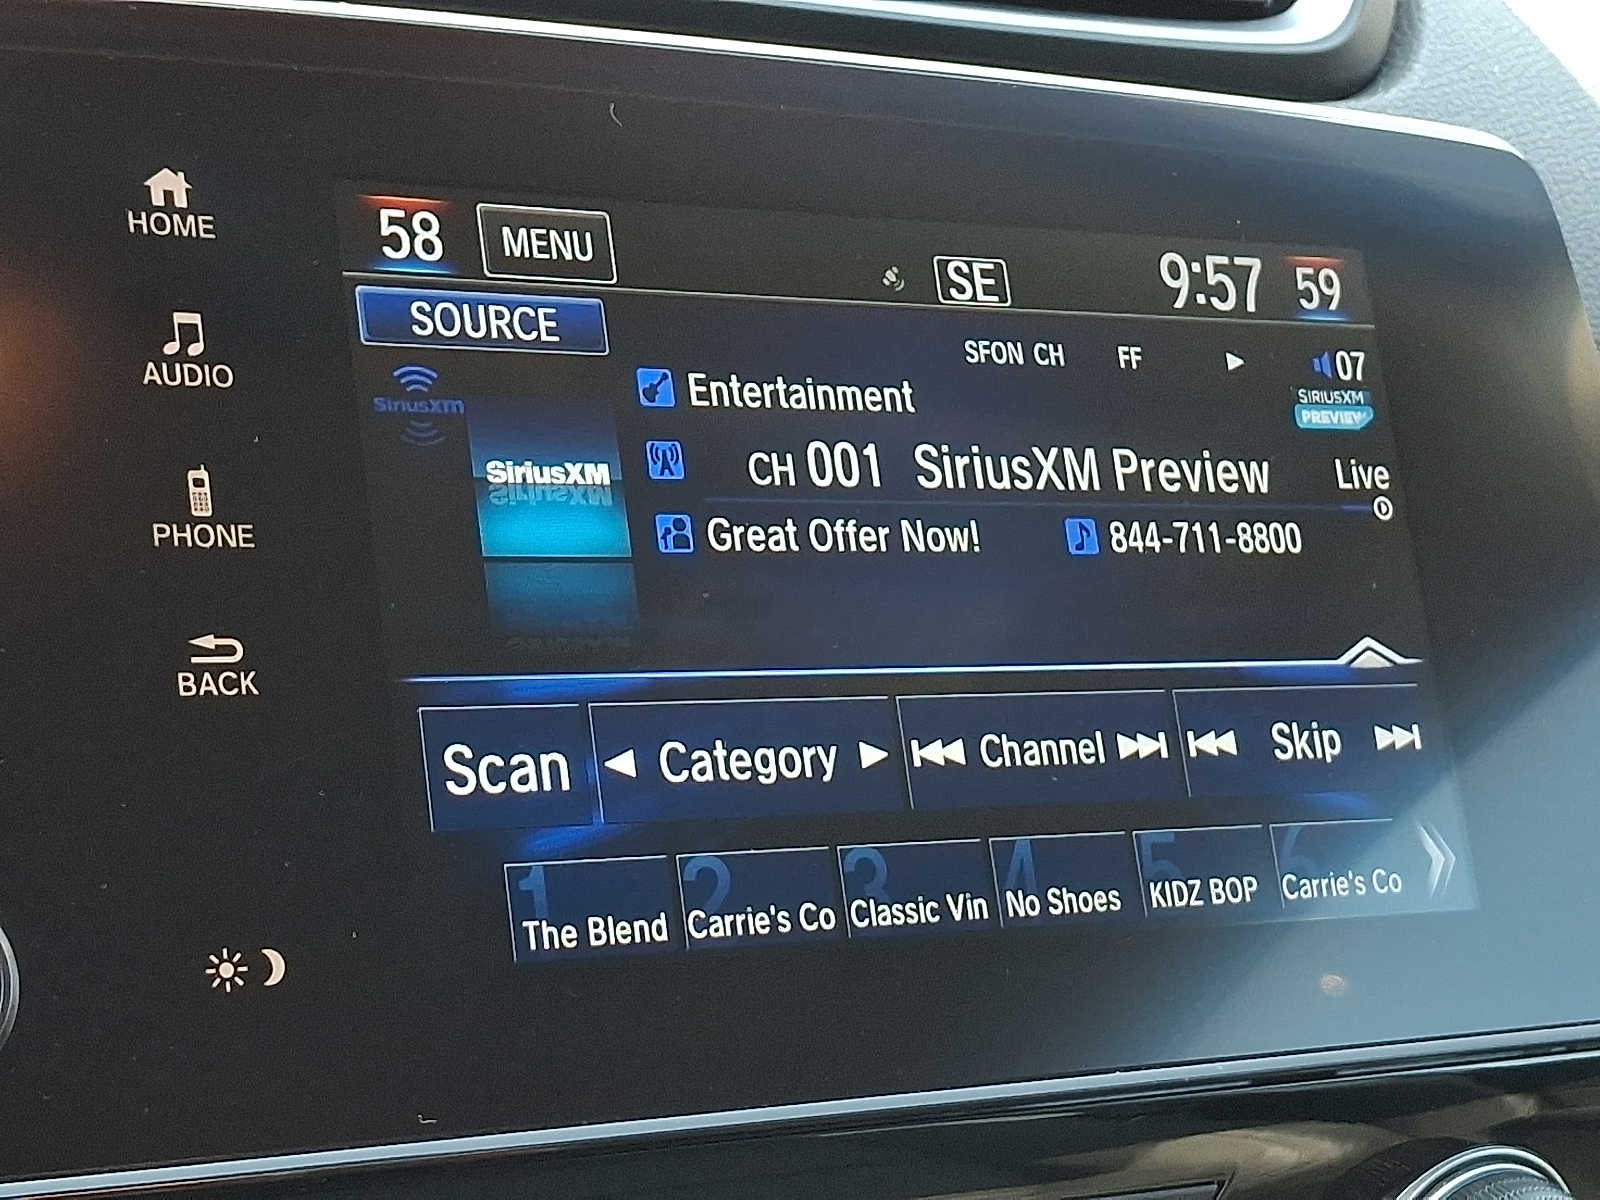 HOME
AUDIO
PHONE
BACK
58 MENU SE 9:57 59
SOURCE
SFON CH FF 07
SIRIUSXM
PREVIEW
SiriusXM
SiriusXM
Entertainment
CH 001 SiriusXM Preview Live
Great Offer Now! 844-711-8800
Scan Category Channel Skip
1 2 3 4 5 6
The Blend Carrie's Co Classic Vin No Shoes KIDZ BOP Carrie's Co